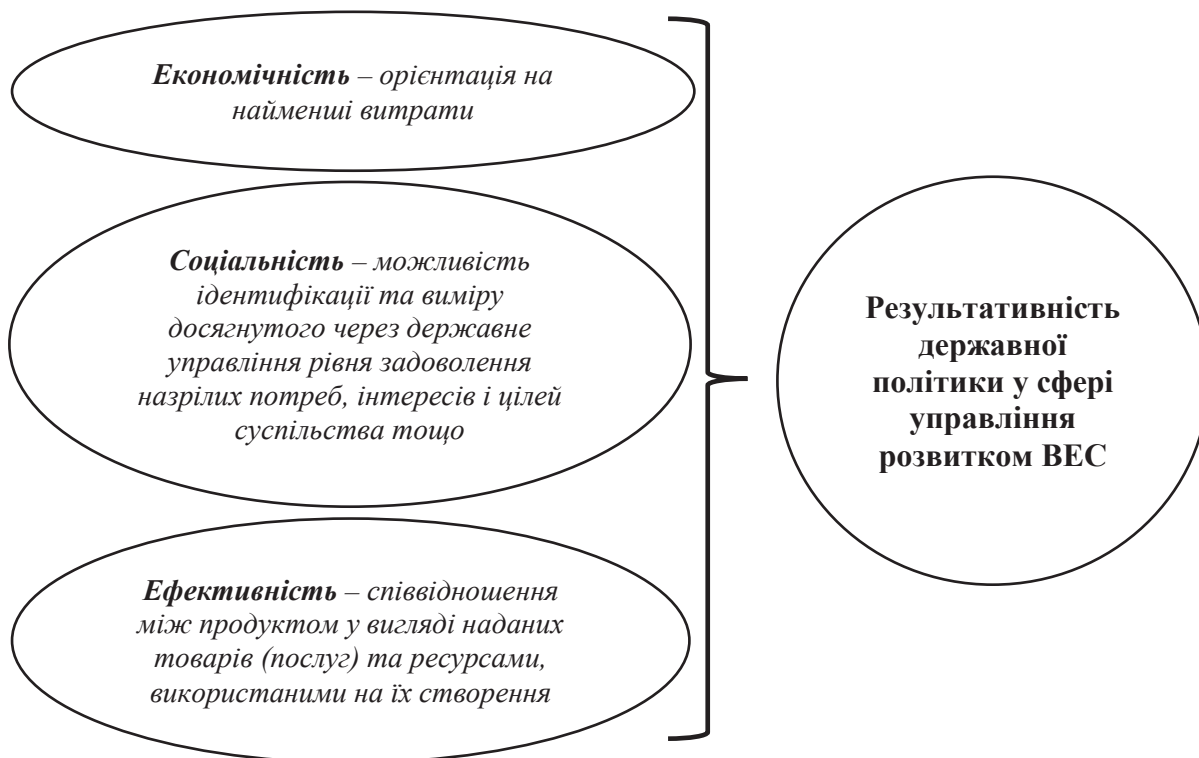 Економічність – орієнтація на
найменші витрати
Соціальність – можливість
ідентифікації та виміру
досягнутого через державне
управління рівня задоволення
назрілих потреб, інтересів і цілей
суспільства тощо
Ефективність – співвідношення
між продуктом у вигляді наданих
товарів (послуг) та ресурсами,
використаними на їх створення
Результативність
державної
політики у сфері
управління
розвитком ВЕС